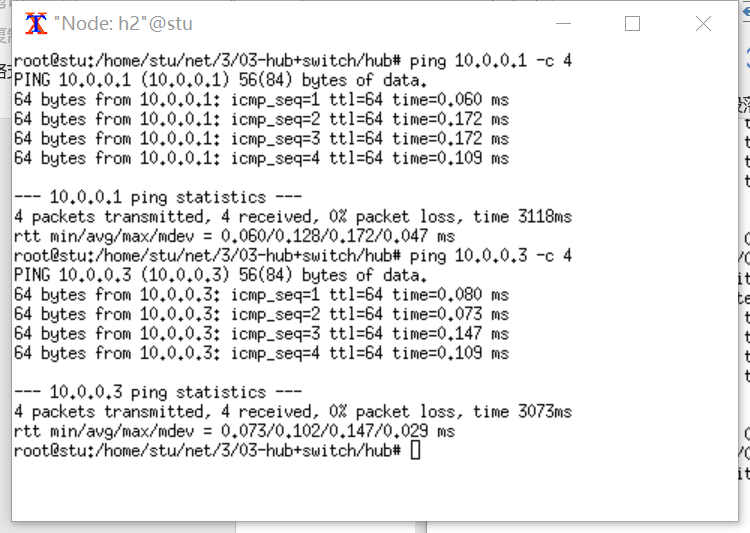 "Node: h2"@stu
root@stu:/home/stu/net/3/03-hub+switch/hub# ping 10.0.0.1 -c 4
PING 10.0.0.1 (10.0.0.1) 56(84) bytes of data.
64 bytes from 10.0.0.1: icmp_seq=1 ttl=64 time=0.060 ms
64 bytes from 10.0.0.1: icmp_seq=2 ttl=64 time=0.172 ms
64 bytes from 10.0.0.1: icmp_seq=3 ttl=64 time=0.172 ms
64 bytes from 10.0.0.1: icmp_seq=4 ttl=64 time=0.109 ms
--- 10.0.0.1 ping statistics ---
4 packets transmitted, 4 received, 0% packet loss, time 3118ms
rtt min/avg/max/mdev = 0.060/0.128/0.172/0.047 ms
root@stu:/home/stu/net/3/03-hub+switch/hub# ping 10.0.0.3 -c 4
PING 10.0.0.3 (10.0.0.3) 56(84) bytes of data.
64 bytes from 10.0.0.3: icmp_seq=1 ttl=64 time=0.080 ms
64 bytes from 10.0.0.3: icmp_seq=2 ttl=64 time=0.073 ms
64 bytes from 10.0.0.3: icmp_seq=3 ttl=64 time=0.147 ms
64 bytes from 10.0.0.3: icmp_seq=4 ttl=64 time=0.109 ms
--- 10.0.0.3 ping statistics ---
4 packets transmitted, 4 received, 0% packet loss, time 3073ms
rtt min/avg/max/mdev = 0.073/0.102/0.147/0.029 ms
root@stu:/home/stu/net/3/03-hub+switch/hub#